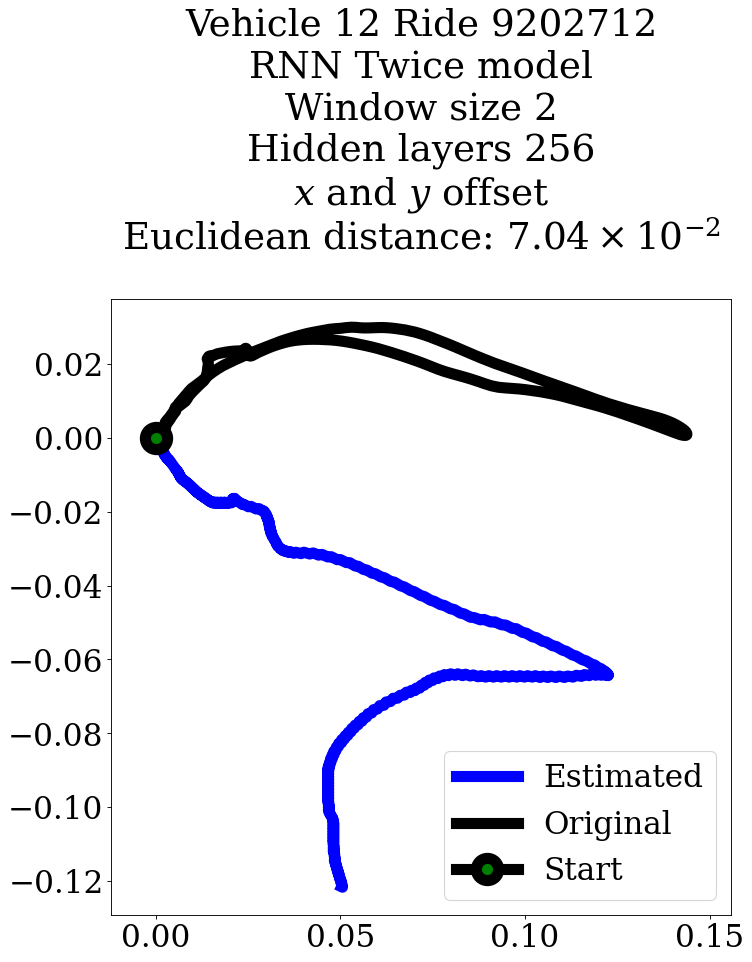 Vehicle 12 Ride 9202712
RNN Twice model
Window size 2
Hidden layers 256
x and y offset
Euclidean distance: 7.04 × 10⁻²
0.02
0.00
−0.02
−0.04
−0.06
−0.08
−0.10
−0.12
Estimated
Original
Start
0.00 0.05 0.10 0.15